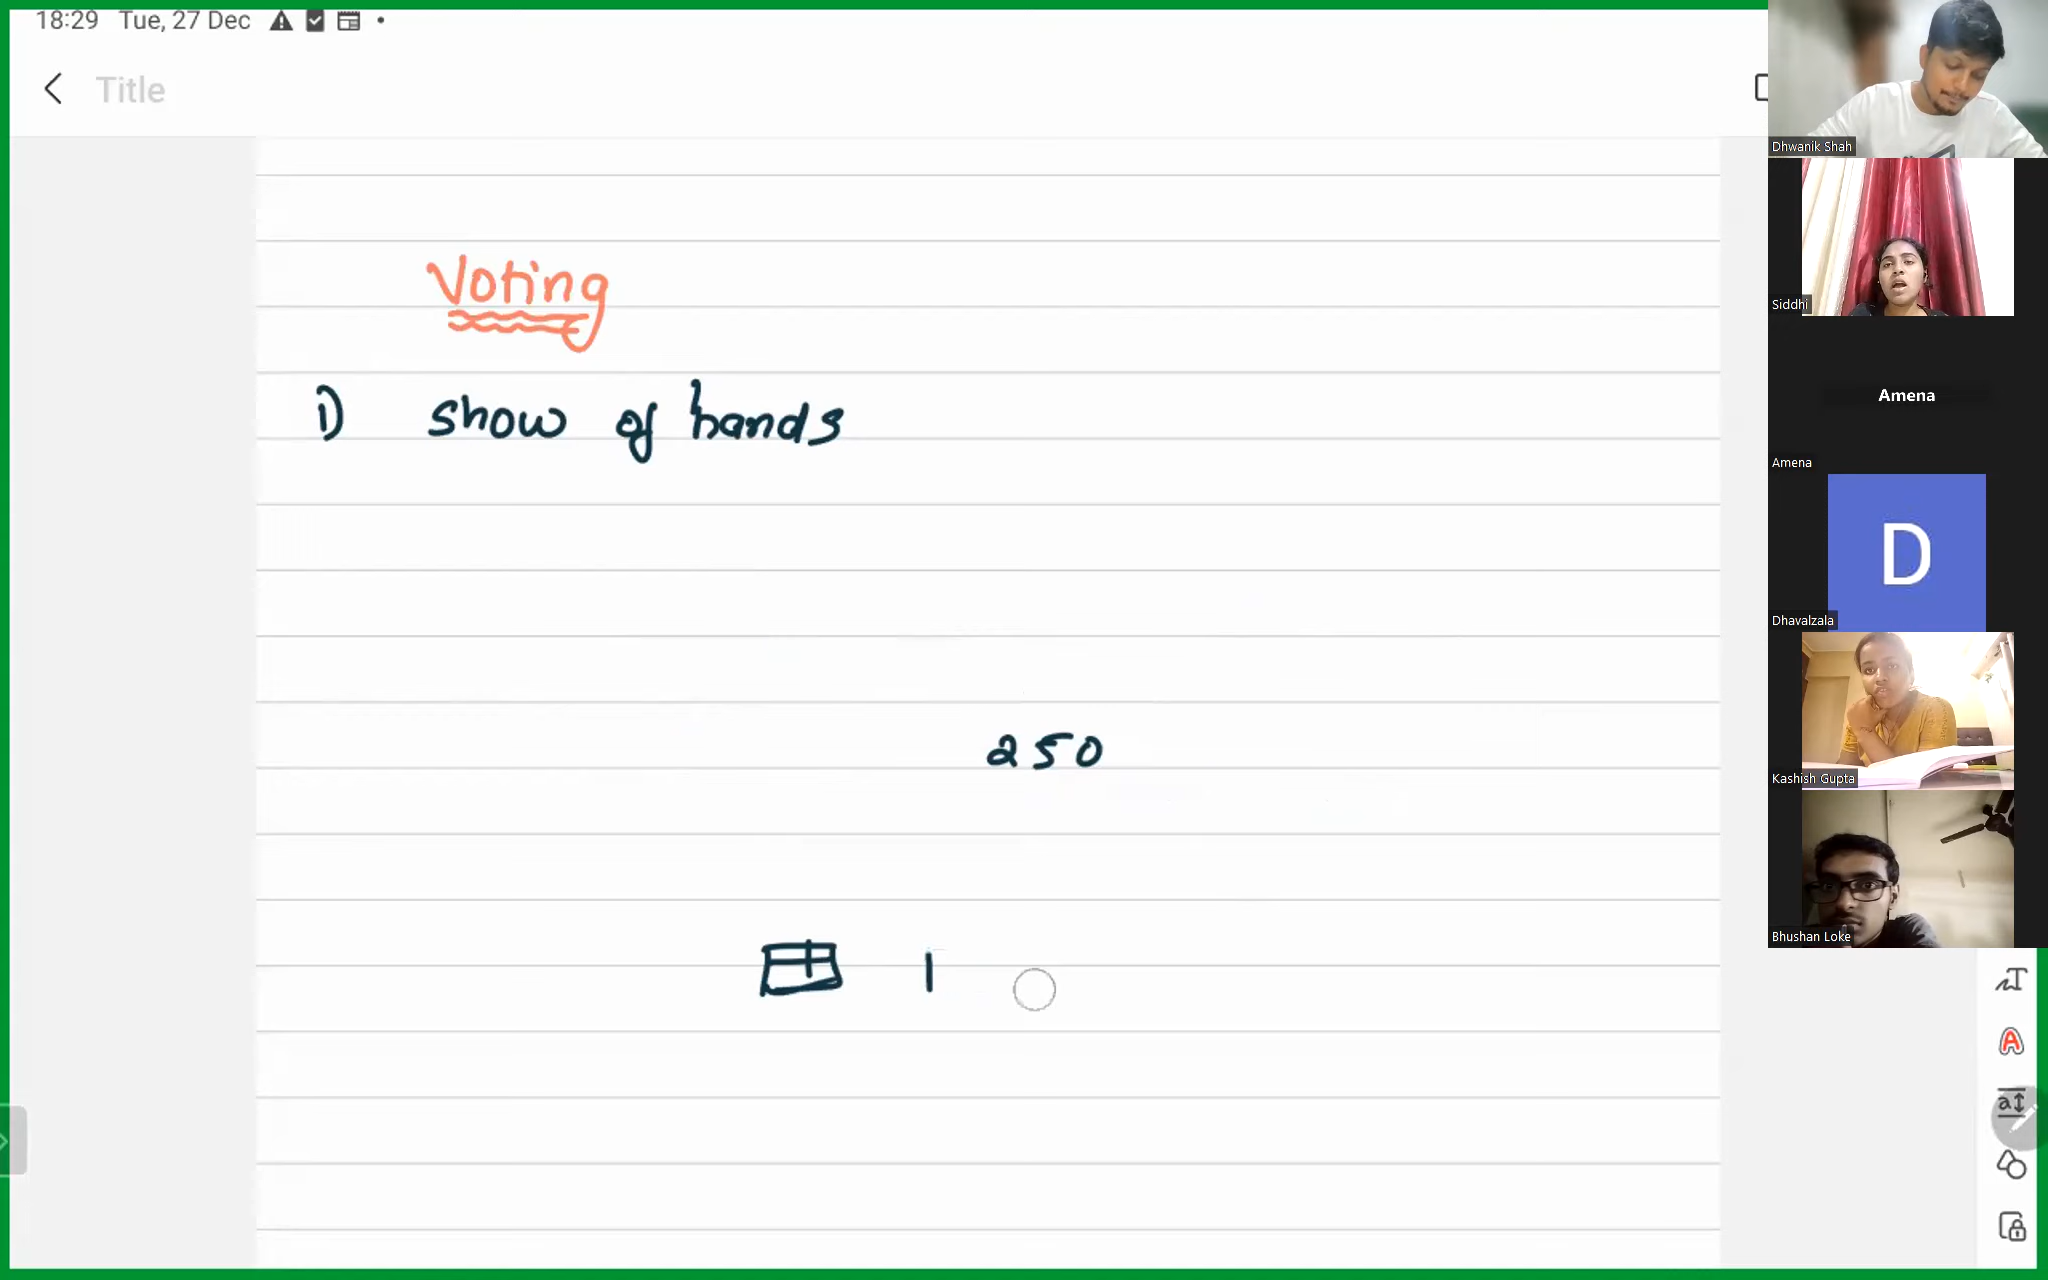 18:29 Tue, 27 Dec
Title
Voting
1) show of hands
250
1
Dhwanik Shah
Siddhi
Amena
Amena
D
Dhavalzala
Kashish Gupta
Bhushan Loke
T
A
a